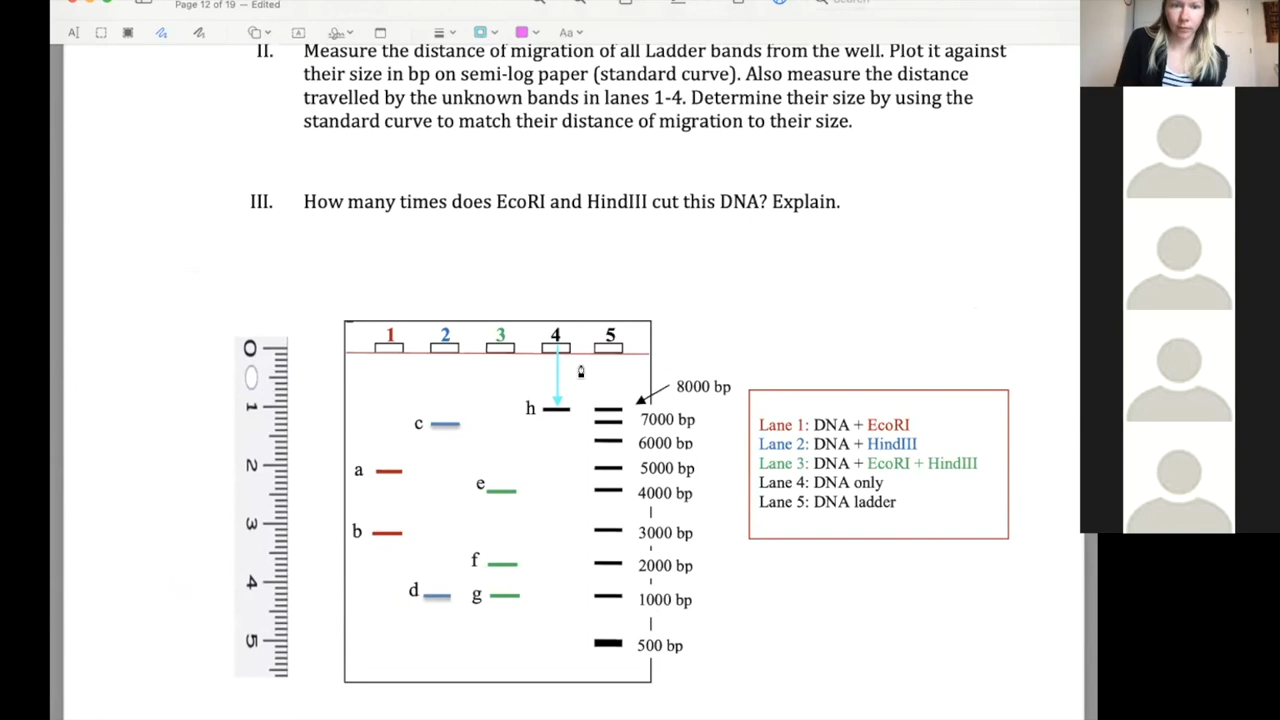 Page 12 of 19 — Edited
Search
Aa
II. Measure the distance of migration of all Ladder bands from the well. Plot it against
their size in bp on semi-log paper (standard curve). Also measure the distance
travelled by the unknown bands in lanes 1-4. Determine their size by using the
standard curve to match their distance of migration to their size.
III. How many times does EcoRI and HindIII cut this DNA? Explain.
1 2 3 4 5
0
1
2
3
4
5
8000 bp
h
7000 bp
c
6000 bp
a
5000 bp
e
4000 bp
b
3000 bp
f
2000 bp
d
g
1000 bp
500 bp
Lane 1: DNA + EcoRI
Lane 2: DNA + HindIII
Lane 3: DNA + EcoRI + HindIII
Lane 4: DNA only
Lane 5: DNA ladder